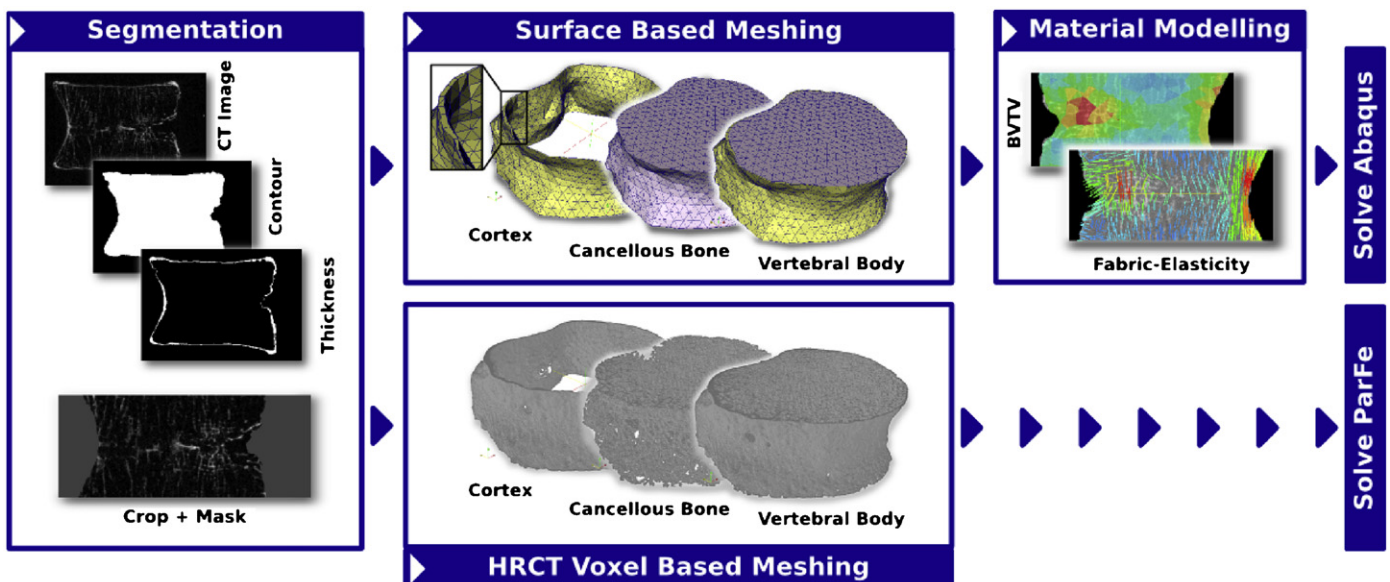 Segmentation
CT Image
Contour
Thickness
Crop + Mask
Surface Based Meshing
Cortex
Cancellous Bone
Vertebral Body
Material Modelling
BVTV
Fabric-Elasticity
Solve Abaqus
Cortex
Cancellous Bone
Vertebral Body
HRCT Voxel Based Meshing
Solve ParFe